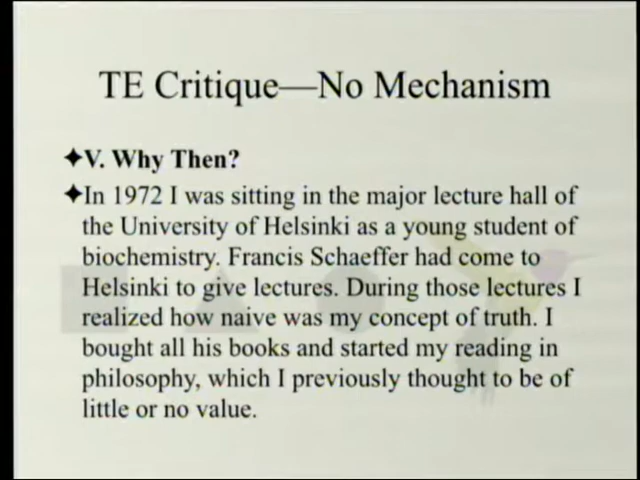 TE Critique—No Mechanism
✦V. Why Then?
✦In 1972 I was sitting in the major lecture hall of
the University of Helsinki as a young student of
biochemistry. Francis Schaeffer had come to
Helsinki to give lectures. During those lectures I
realized how naive was my concept of truth. I
bought all his books and started my reading in
philosophy, which I previously thought to be of
little or no value.